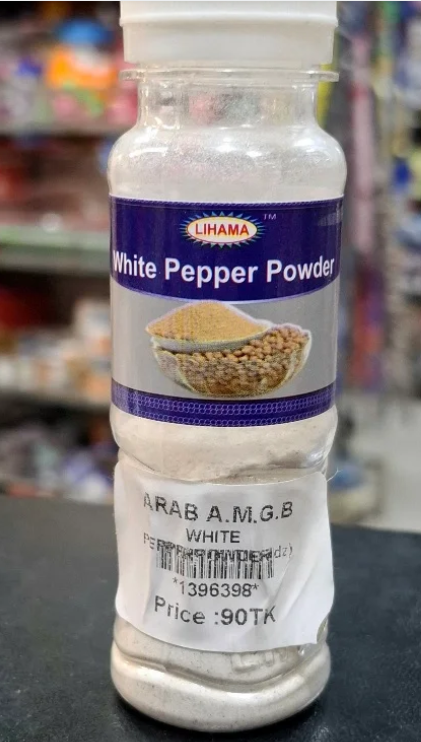 LIHAMA TM
White Pepper Powder
ARAB A.M.G.B
WHITE
*1396398*
Price :90TK